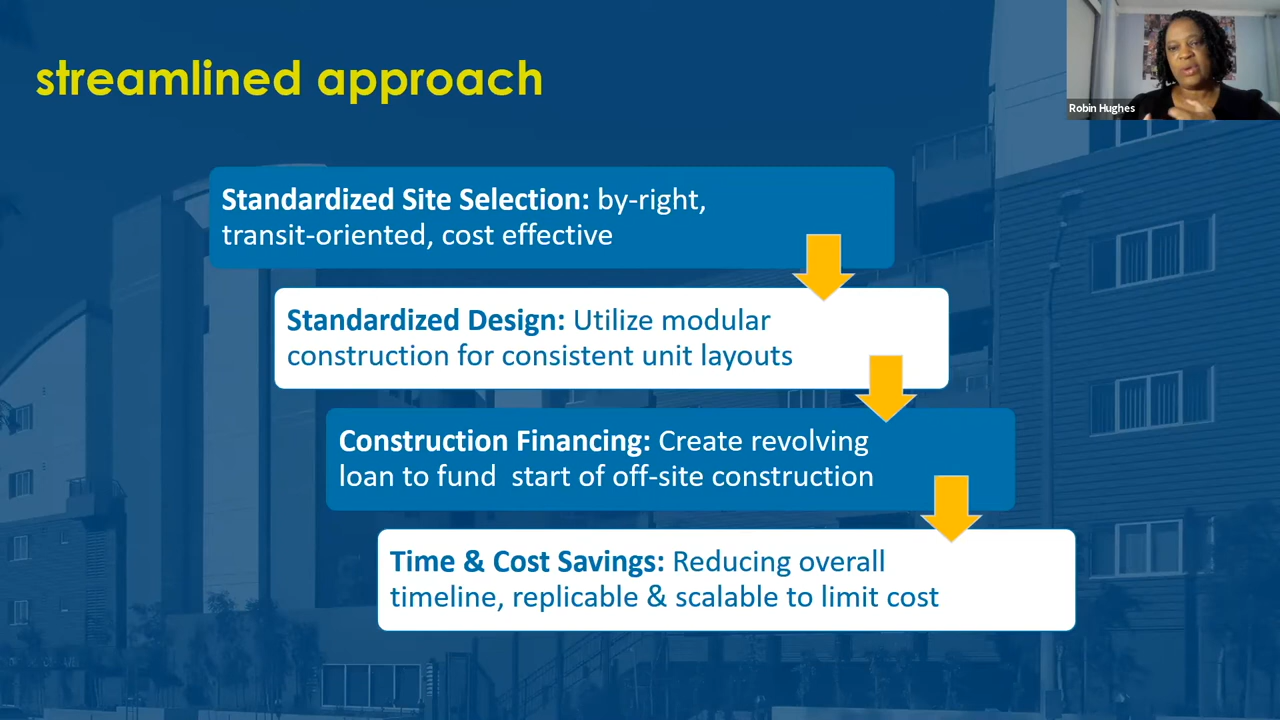 streamlined approach
Robin Hughes
Standardized Site Selection: by-right,
transit-oriented, cost effective
Standardized Design: Utilize modular
construction for consistent unit layouts
Construction Financing: Create revolving
loan to fund  start of off-site construction
Time & Cost Savings: Reducing overall
timeline, replicable & scalable to limit cost